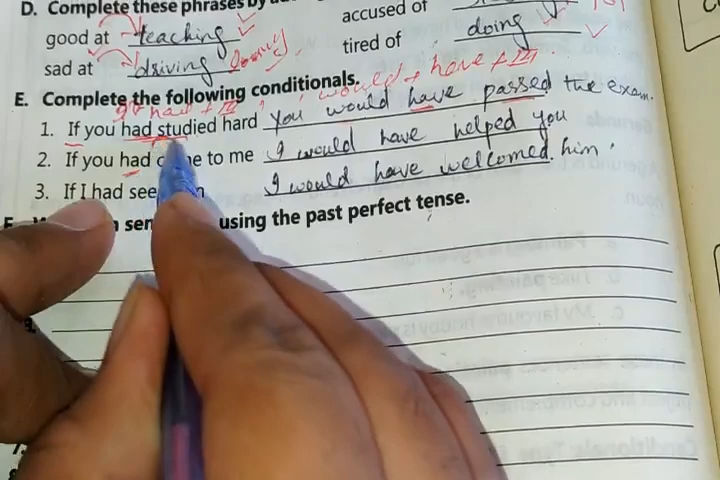 D. Complete these phrases by
accused of
good at teaching
tired of doing
sad at driving
E. Complete the following conditionals. would + have + III
If had + III
1. If you had studied hard you would have passed the exam.
2. If you had to me I would have helped you
3. If I had I would have welcomed him.
using the past perfect tense.
7.